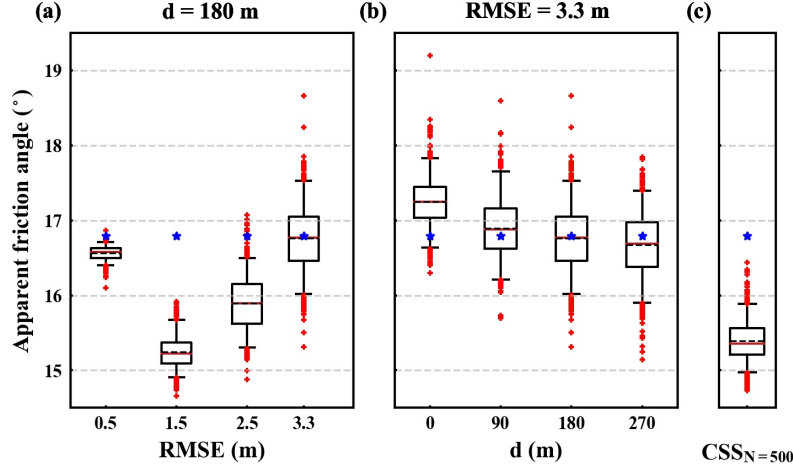 (a) d = 180 m (b) RMSE = 3.3 m (c)
Apparent friction angle (°)
19
18
17
16
15
0.5 1.5 2.5 3.3 0 90 180 270
RMSE (m) d (m) CSS_N = 500